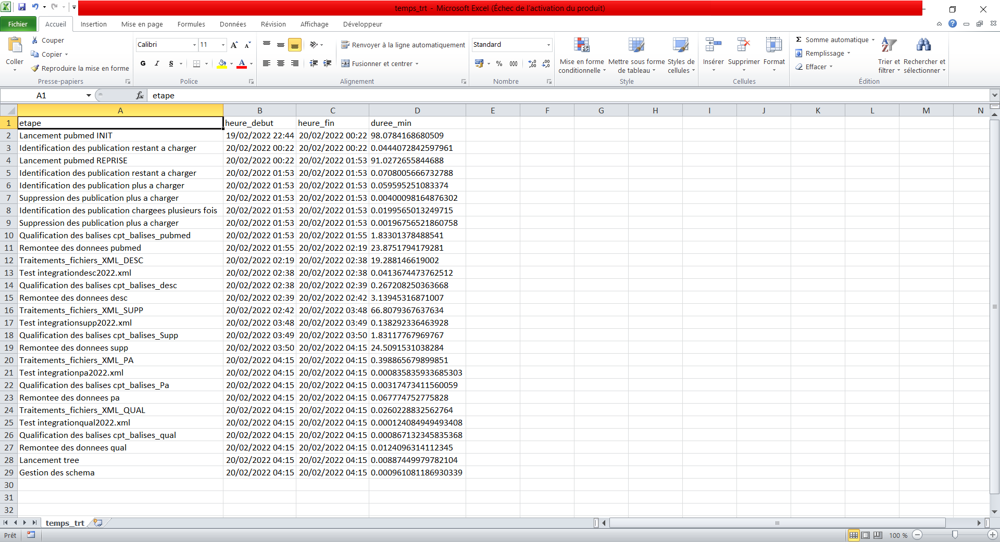 temps_trt - Microsoft Excel (Échec de l'activation du produit)
Fichier Accueil Insertion Mise en page Formules Données Révision Affichage Développeur
Coller
Couper
Copier
Reproduire la mise en forme
Presse-papiers
Calibri 11
G I S
Police
Renvoyer à la ligne automatiquement
Fusionner et centrer
Alignement
Standard
% 000
Nombre
Mise en forme conditionnelle
Mettre sous forme de tableau
Styles de cellules
Style
Insérer Supprimer Format
Cellules
Σ Somme automatique
Remplissage
Effacer
Trier et filtrer
Rechercher et sélectionner
Édition
A1 fx etape
A B C D E F G H I J K L M N
1 etape heure_debut heure_fin duree_min
2 Lancement pubmed INIT 19/02/2022 22:44 20/02/2022 00:22 98.0784168680509
3 Identification des publication restant a charger 20/02/2022 00:22 20/02/2022 00:22 0.0444072842597961
4 Lancement pubmed REPRISE 20/02/2022 00:22 20/02/2022 01:53 91.0272655844688
5 Identification des publication restant a charger 20/02/2022 01:53 20/02/2022 01:53 0.0708005666732788
6 Identification des publication plus a charger 20/02/2022 01:53 20/02/2022 01:53 0.059595251083374
7 Suppression des publication plus a charger 20/02/2022 01:53 20/02/2022 01:53 0.00400098164876302
8 Identification des publication chargees plusieurs fois 20/02/2022 01:53 20/02/2022 01:53 0.0199565013249715
9 Suppression des publication plus a charger 20/02/2022 01:53 20/02/2022 01:53 0.00196756521860758
10 Qualification des balises cpt_balises_pubmed 20/02/2022 01:53 20/02/2022 01:55 1.83301378488541
11 Remontee des donnees pubmed 20/02/2022 01:55 20/02/2022 02:19 23.8751794179281
12 Traitements_fichiers_XML_DESC 20/02/2022 02:19 20/02/2022 02:38 19.288146619002
13 Test integrationdesc2022.xml 20/02/2022 02:38 20/02/2022 02:38 0.0413674473762512
14 Qualification des balises cpt_balises_desc 20/02/2022 02:38 20/02/2022 02:39 0.267208250363668
15 Remontee des donnees desc 20/02/2022 02:39 20/02/2022 02:42 3.13945316871007
16 Traitements_fichiers_XML_SUPP 20/02/2022 02:42 20/02/2022 03:48 66.8079367637634
17 Test integrationsupp2022.xml 20/02/2022 03:48 20/02/2022 03:49 0.138292336463928
18 Qualification des balises cpt_balises_Supp 20/02/2022 03:49 20/02/2022 03:50 1.83117767969767
19 Remontee des donnees supp 20/02/2022 03:50 20/02/2022 04:15 24.5091531038284
20 Traitements_fichiers_XML_PA 20/02/2022 04:15 20/02/2022 04:15 0.398865679899851
21 Test integrationpa2022.xml 20/02/2022 04:15 20/02/2022 04:15 0.000835835933685303
22 Qualification des balises cpt_balises_Pa 20/02/2022 04:15 20/02/2022 04:15 0.00317473411560059
23 Remontee des donnees pa 20/02/2022 04:15 20/02/2022 04:15 0.067774752775828
24 Traitements_fichiers_XML_QUAL 20/02/2022 04:15 20/02/2022 04:15 0.0260228832562764
25 Test integrationqual2022.xml 20/02/2022 04:15 20/02/2022 04:15 0.000124084949493408
26 Qualification des balises cpt_balises_qual 20/02/2022 04:15 20/02/2022 04:15 0.000867132345835368
27 Remontee des donnees qual 20/02/2022 04:15 20/02/2022 04:15 0.0124096314112345
28 Lancement tree 20/02/2022 04:15 20/02/2022 04:15 0.00887449979782104
29 Gestion des schema 20/02/2022 04:15 20/02/2022 04:15 0.000961081186930339
30
31
32
temps_trt
Prêt 100 %